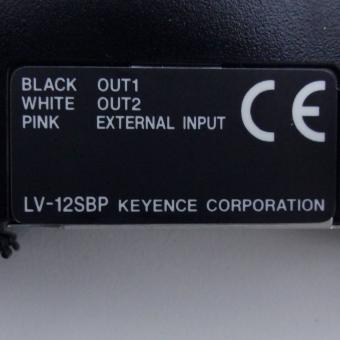 BLACK OUT1
WHITE OUT2
PINK EXTERNAL INPUT
CE
LV-12SBP KEYENCE CORPORATION